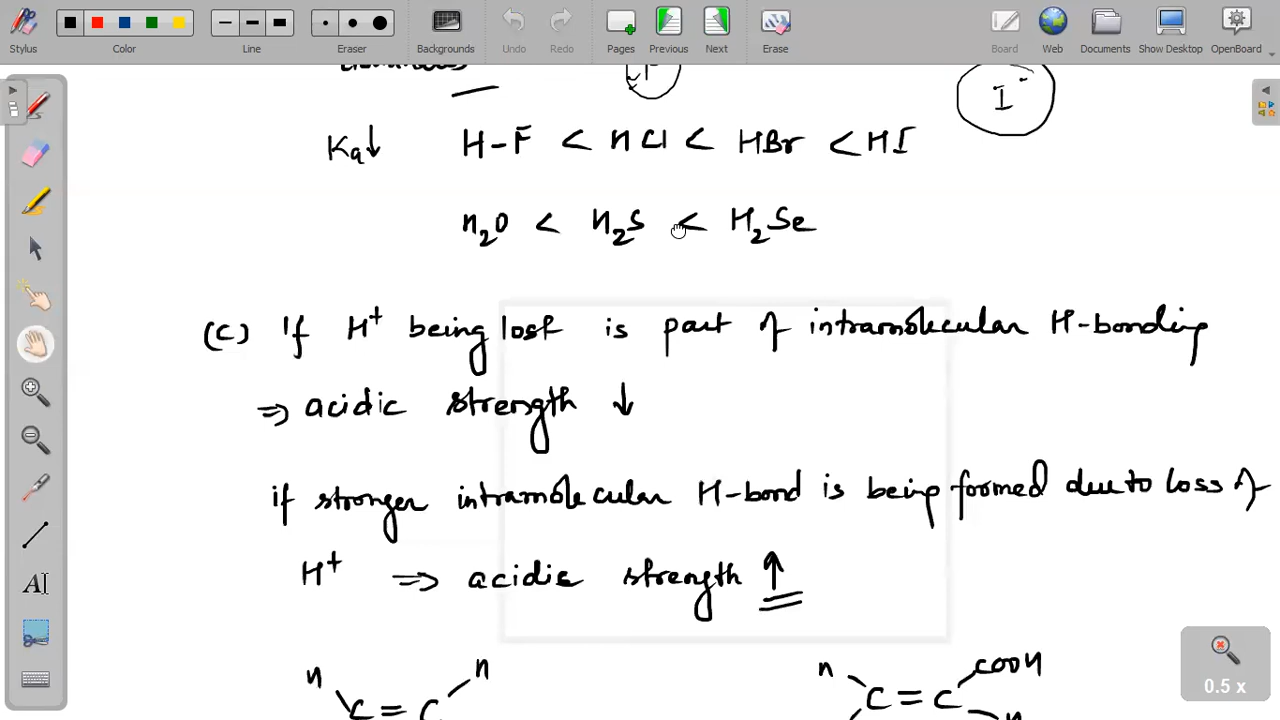 Stylus Color Line Eraser Backgrounds Undo Redo Pages Previous Next Erase Board Web Documents Show Desktop OpenBoard
I⁻
Ka↓ H-F < HCl < HBr < HI
H₂O < H₂S < H₂Se
(C) If H⁺ being lost is part of intramolecular H-bonding
⇒ acidic strength ↓
if stronger intramolecular H-bond is being formed due to loss of
H⁺ ⇒ acidic strength ↑
H H
C = C
H COOH
C = C
H
0.5 x